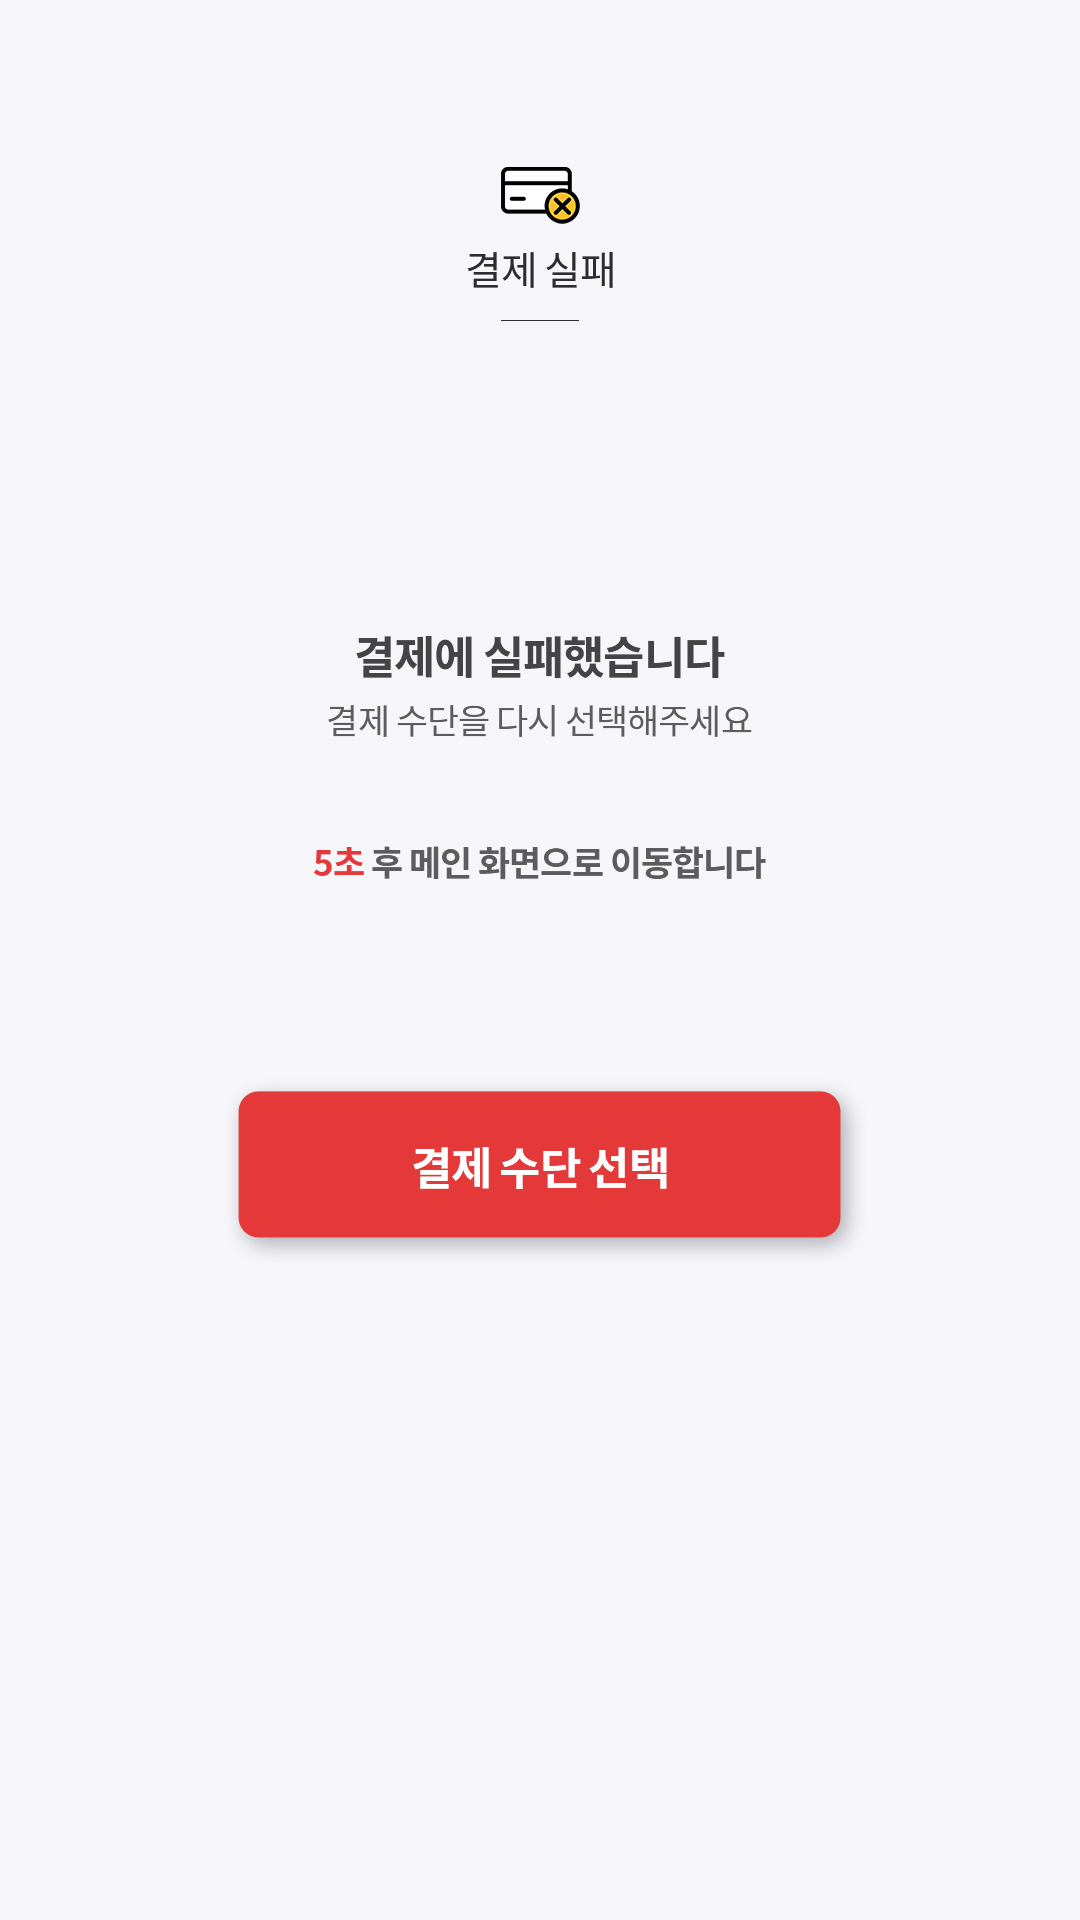 결제 실패
결제에 실패했습니다
결제 수단을 다시 선택해주세요
5초 후 메인 화면으로 이동합니다
결제 수단 선택